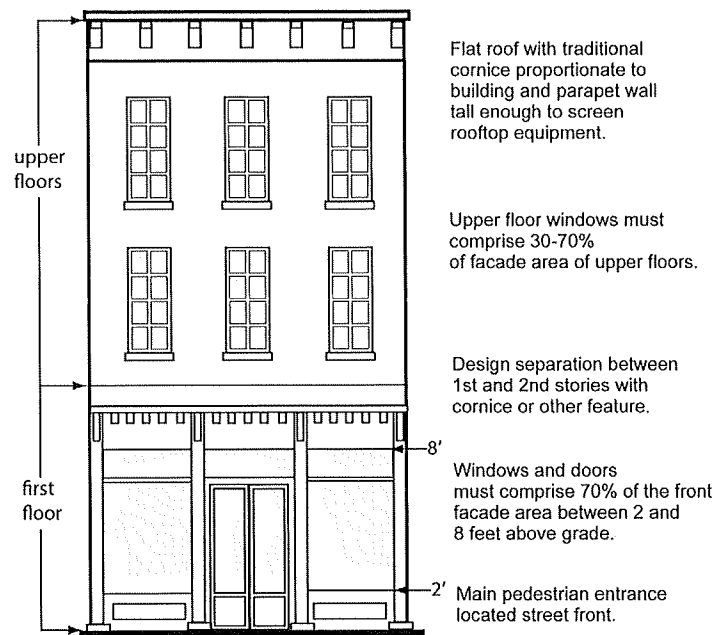 Flat roof with traditional
cornice proportionate to
building and parapet wall
tall enough to screen
rooftop equipment.
upper
floors
Upper floor windows must
comprise 30-70%
of facade area of upper floors.
Design separation between
1st and 2nd stories with
cornice or other feature.
8'
Windows and doors
must comprise 70% of the front
facade area between 2 and
8 feet above grade.
first
floor
2'
Main pedestrian entrance
located street front.